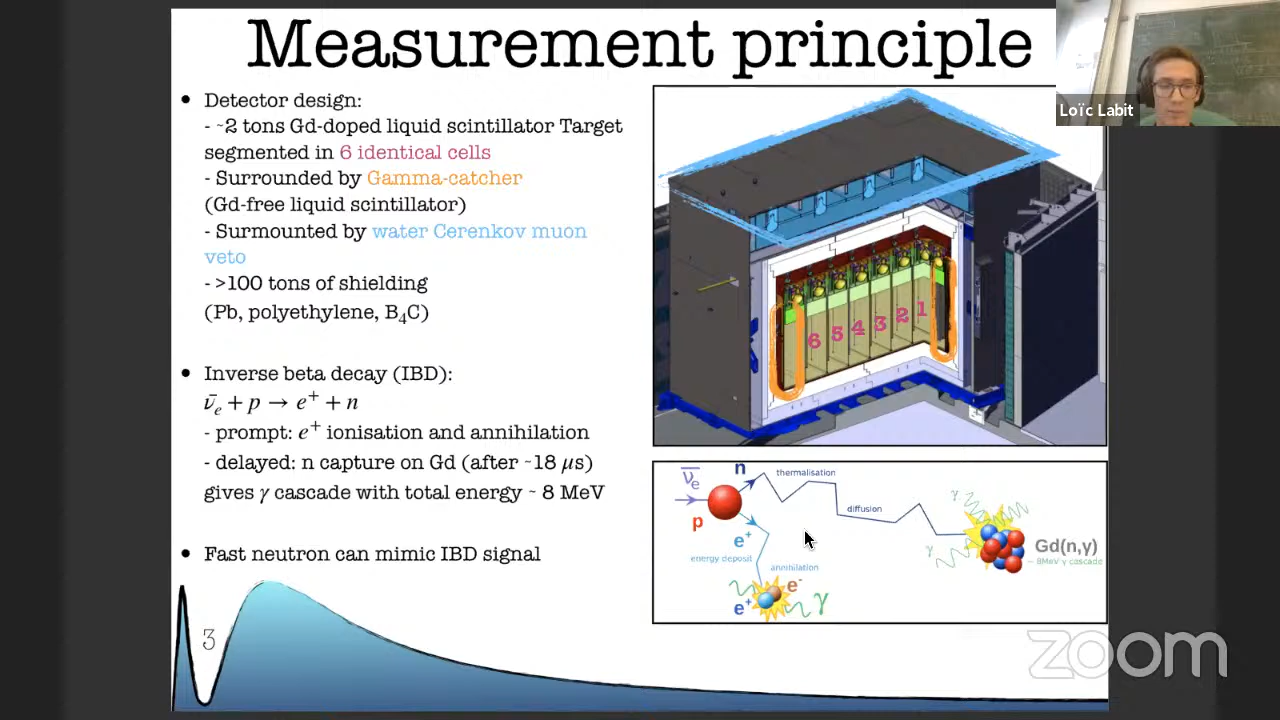 Measurement principle
Loïc Labit
• Detector design:
- ~2 tons Gd-doped liquid scintillator Target
segmented in 6 identical cells
- Surrounded by Gamma-catcher
(Gd-free liquid scintillator)
- Surmounted by water Cerenkov muon
veto
- >100 tons of shielding
(Pb, polyethylene, B₄C)
6 5 4 3 2 1
• Inverse beta decay (IBD):
ν̄ₑ + p → e⁺ + n
- prompt: e⁺ ionisation and annihilation
- delayed: n capture on Gd (after ~18 μs)
gives γ cascade with total energy ~ 8 MeV
• Fast neutron can mimic IBD signal
ν̄ₑ
n
thermalisation
p
diffusion
e⁺
energy deposit
annihilation
e⁻
e⁺
γ
γ
γ
Gd(n,γ)
~ 8MeV γ cascade
3
zoom